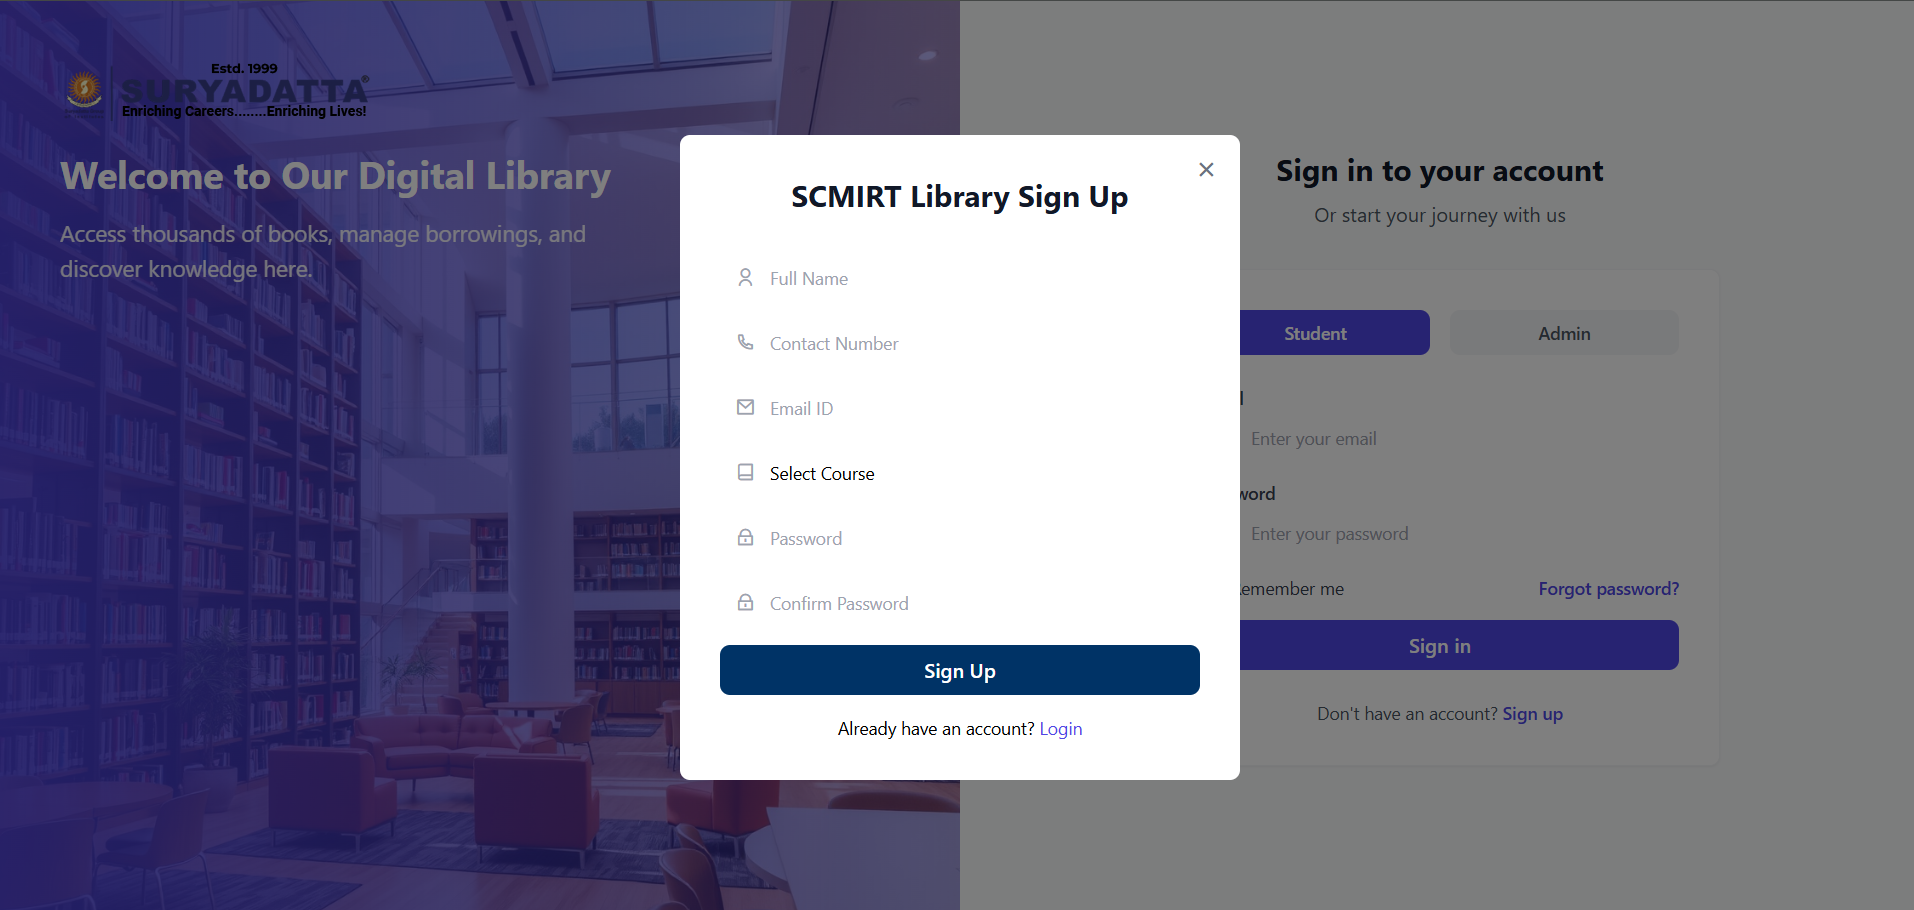 Estd. 1999
SURYADATTA®
Enriching Careers........Enriching Lives!
Welcome to Our Digital Library
Access thousands of books, manage borrowings, and
discover knowledge here.
SCMIRT Library Sign Up
Full Name
Contact Number
Email ID
Select Course
Password
Confirm Password
Sign Up
Already have an account? Login
Sign in to your account
Or start your journey with us
Student
Admin
l
Enter your email
word
Enter your password
emember me
Forgot password?
Sign in
Don't have an account? Sign up